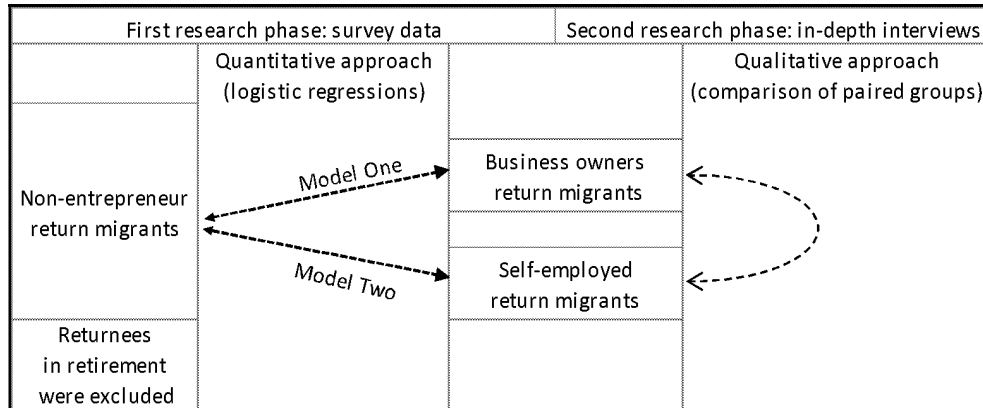 First research phase: survey data
Second research phase: in-depth interviews
Quantitative approach
(logistic regressions)
Qualitative approach
(comparison of paired groups)
Non-entrepreneur
return migrants
Model One
Model Two
Business owners
return migrants
Self-employed
return migrants
Returnees
in retirement
were excluded